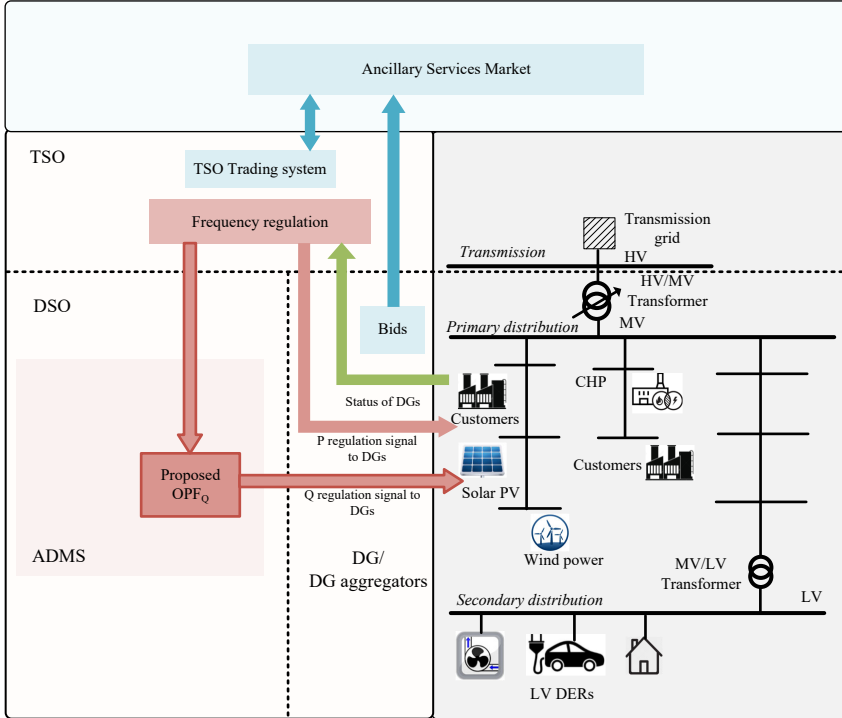 Ancillary Services Market
TSO
TSO Trading system
Frequency regulation
Transmission
grid
Transmission
HV
HV/MV
Transformer
DSO
Bids
Primary distribution
MV
CHP
Status of DGs
Customers
P regulation signal
to DGs
Customers
Proposed
OPFQ
Solar PV
Q regulation signal to
DGs
ADMS
DG/
DG aggregators
Wind power
MV/LV
Transformer
Secondary distribution
LV
LV DERs